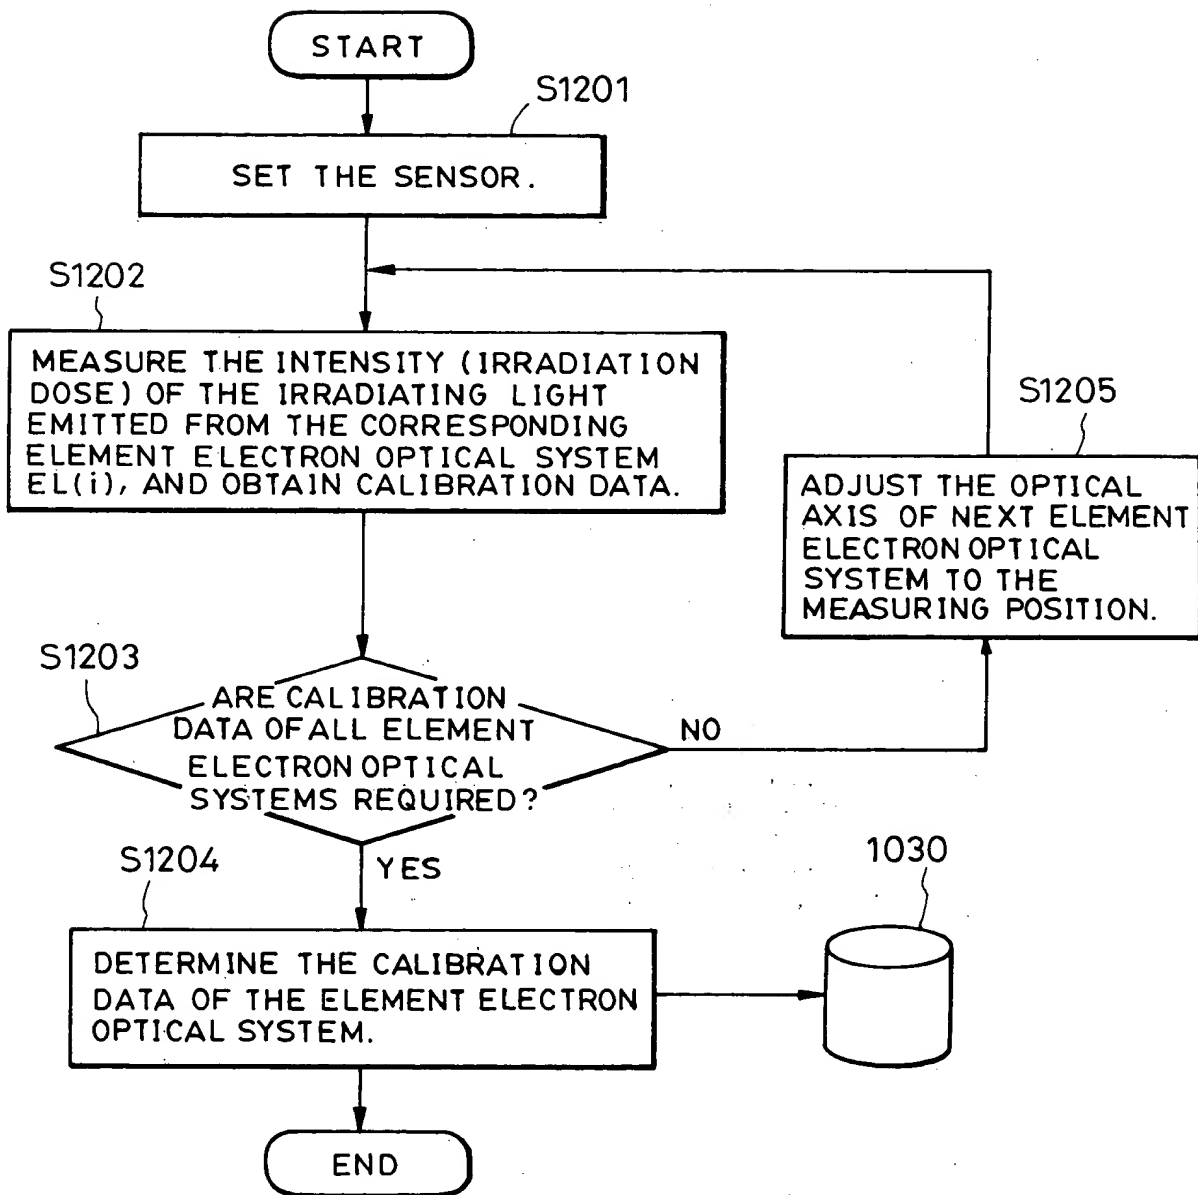 START
S1201
SET THE SENSOR.
S1202
MEASURE THE INTENSITY (IRRADIATION
DOSE) OF THE IRRADIATING LIGHT
EMITTED FROM THE CORRESPONDING
ELEMENT ELECTRON OPTICAL SYSTEM
EL(i), AND OBTAIN CALIBRATION DATA.
S1205
ADJUST THE OPTICAL
AXIS OF NEXT ELEMENT
ELECTRON OPTICAL
SYSTEM TO THE
MEASURING POSITION.
S1203
ARE CALIBRATION
DATA OF ALL ELEMENT
ELECTRON OPTICAL
SYSTEMS REQUIRED?
NO
YES
S1204
DETERMINE THE CALIBRATION
DATA OF THE ELEMENT ELECTRON
OPTICAL SYSTEM.
1030
END